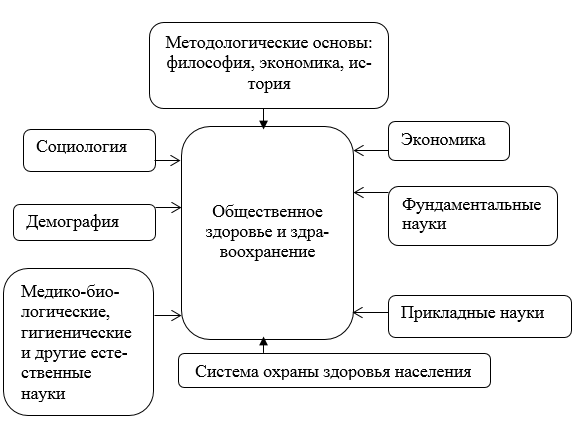 Методологические основы:
философия, экономика, ис-
тория
Социология
Экономика
Демография
Общественное
здоровье и здра-
воохранение
Фундаментальные
науки
Медико-био-
логические,
гигиенические
и другие есте-
ственные
науки
Прикладные науки
Система охраны здоровья населения